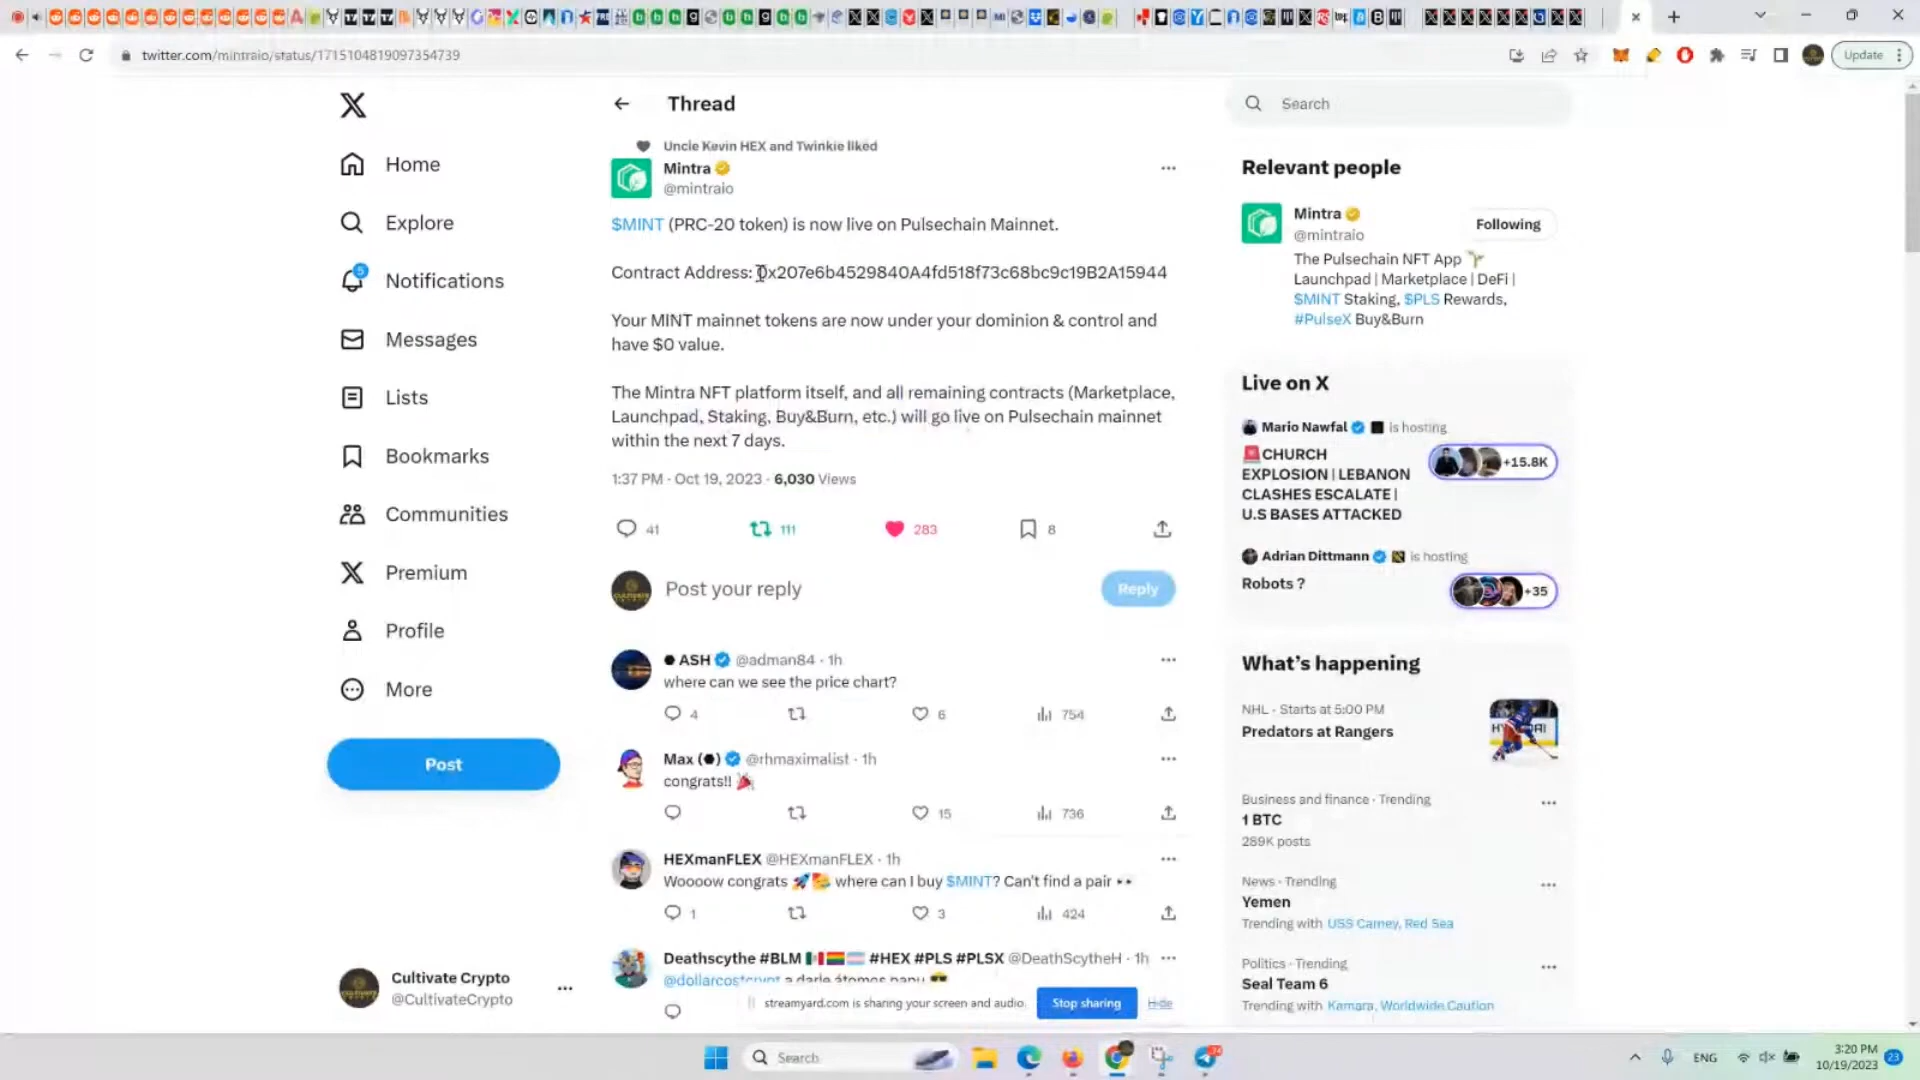 twitter.com/mintraio/status/1715104819097354739
Update
Home
Explore
5
Notifications
Messages
Lists
Bookmarks
Communities
Premium
Profile
More
Post
Cultivate Crypto
@CultivateCrypto
Thread
Uncle Kevin HEX and Twinkie liked
Mintra
@mintraio
$MINT (PRC-20 token) is now live on Pulsechain Mainnet.
Contract Address: 0x207e6b4529840A4fd518f73c68bc9c19B2A15944
Your MINT mainnet tokens are now under your dominion & control and
have $0 value.
The Mintra NFT platform itself, and all remaining contracts (Marketplace,
Launchpad, Staking, Buy&Burn, etc.) will go live on Pulsechain mainnet
within the next 7 days.
1:37 PM · Oct 19, 2023 · 6,030 Views
41 111 283 8
Post your reply
Reply
ASH @adman84 · 1h
where can we see the price chart?
4 6 754
Max @rhmaximalist · 1h
congrats!!
15 736
HEXmanFLEX @HEXmanFLEX · 1h
Woooow congrats where can I buy $MINT? Can't find a pair
1 3 424
Deathscythe #BLM #HEX #PLS #PLSX @DeathScytheH · 1h
@dollarcostcrypt a darle átomos papu
streamyard.com is sharing your screen and audio.
Stop sharing
Hide
Search
Relevant people
Mintra
@mintraio
Following
The Pulsechain NFT App
Launchpad | Marketplace | DeFi |
$MINT Staking, $PLS Rewards,
#PulseX Buy&Burn
Live on X
Mario Nawfal is hosting
CHURCH
EXPLOSION | LEBANON
CLASHES ESCALATE |
U.S BASES ATTACKED
+15.8K
Adrian Dittmann is hosting
Robots ?
+35
What's happening
NHL · Starts at 5:00 PM
Predators at Rangers
Business and finance · Trending
1 BTC
289K posts
News · Trending
Yemen
Trending with USS Carney, Red Sea
Politics · Trending
Seal Team 6
Trending with Kamara, Worldwide Caution
Search
ENG
3:20 PM
10/19/2023
23